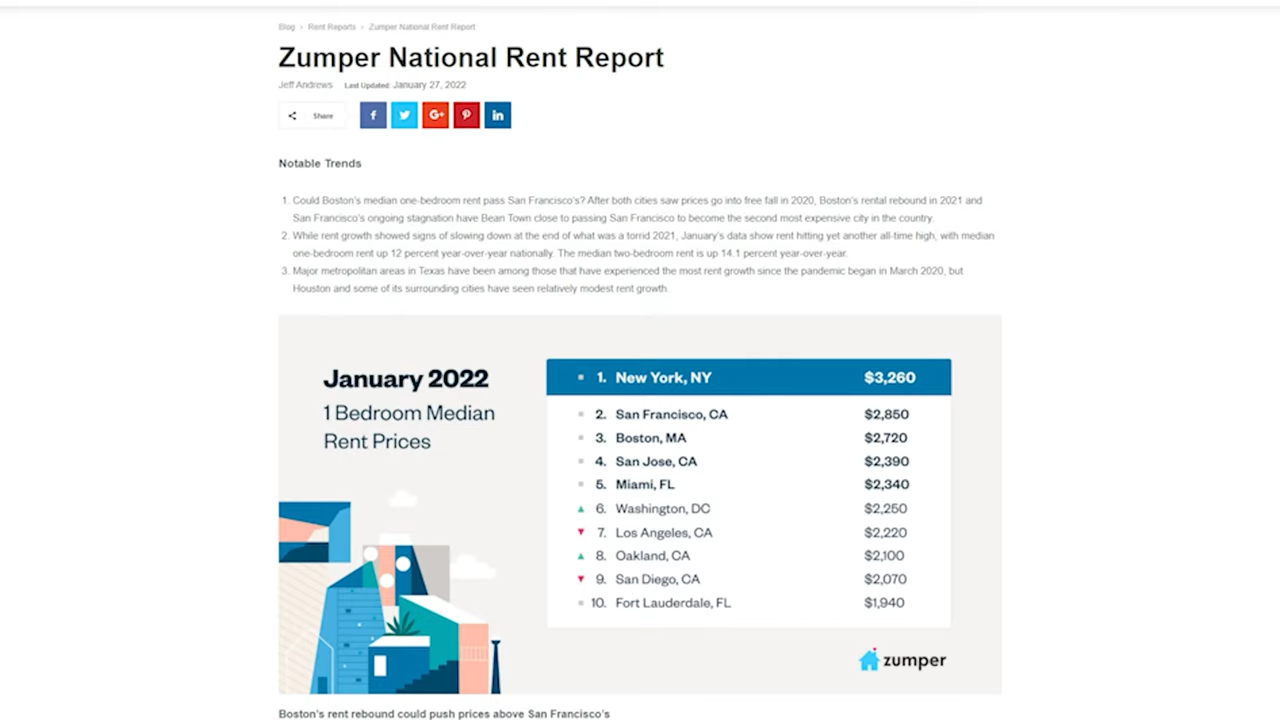 Blog › Rent Reports › Zumper National Rent Report
Zumper National Rent Report
Jeff Andrews Last Updated January 27, 2022
Share f G+ in
Notable Trends
1. Could Boston's median one-bedroom rent pass San Francisco's? After both cities saw prices go into free fall in 2020, Boston's rental rebound in 2021 and
San Francisco's ongoing stagnation have Bean Town close to passing San Francisco to become the second most expensive city in the country.
2. While rent growth showed signs of slowing down at the end of what was a torrid 2021, January's data show rent hitting yet another all-time high, with median
one-bedroom rent up 12 percent year-over-year nationally. The median two-bedroom rent is up 14.1 percent year-over-year.
3. Major metropolitan areas in Texas have been among those that have experienced the most rent growth since the pandemic began in March 2020, but
Houston and some of its surrounding cities have seen relatively modest rent growth.
January 2022
1 Bedroom Median
Rent Prices
1. New York, NY $3,260
2. San Francisco, CA $2,850
3. Boston, MA $2,720
4. San Jose, CA $2,390
5. Miami, FL $2,340
6. Washington, DC $2,250
7. Los Angeles, CA $2,220
8. Oakland, CA $2,100
9. San Diego, CA $2,070
10. Fort Lauderdale, FL $1,940
zumper
Boston's rent rebound could push prices above San Francisco's